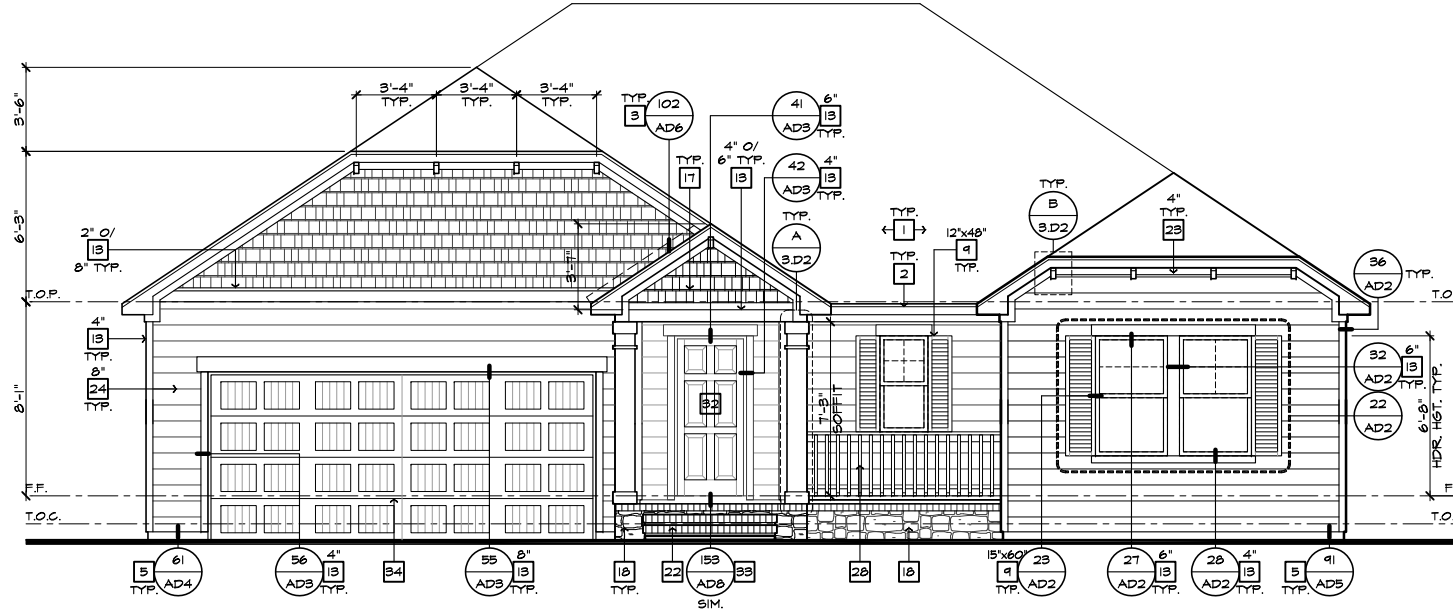 3'-4"
TYP.
3'-4"
TYP.
3'-4"
TYP.
3'-6"
TYP.
3
102
AD6
41
AD3
6"
13
TYP.
4" O/
6" TYP.
13
TYP.
17
42
AD3
4"
13
TYP.
TYP.
A
3.D2
TYP.
1
TYP.
2
12"x48"
9
TYP.
TYP.
B
3.D2
4"
TYP.
23
6'-3"
2" O/
13
8" TYP.
3'-7"
36
AD2
TYP.
T.O.P.
T.O
4"
13
TYP.
8"
24
TYP.
8'-1"
32
7'-3"
SOFFIT
32
AD2
6"
13
TYP.
22
AD2
6'-8"
HDR. HGT. TYP.
F.F.
F
T.O.C.
T.O
5
TYP.
61
AD4
56
AD3
4"
13
TYP.
34
55
AD3
8"
13
TYP.
18
TYP.
22
153
AD8
33
SIM.
28
18
15"x60"
9
TYP.
23
AD2
27
AD2
6"
13
TYP.
28
AD2
4"
13
TYP.
5
TYP.
91
AD5